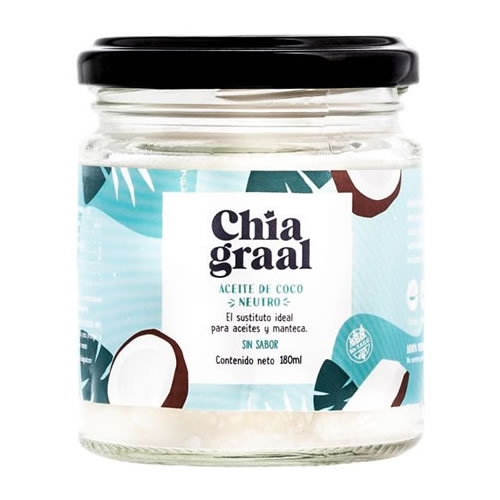 Chia
graal
ACEITE DE COCO
NEUTRO
El sustituto ideal
para aceites y manteca.
SIN SABOR
Contenido neto 180ml